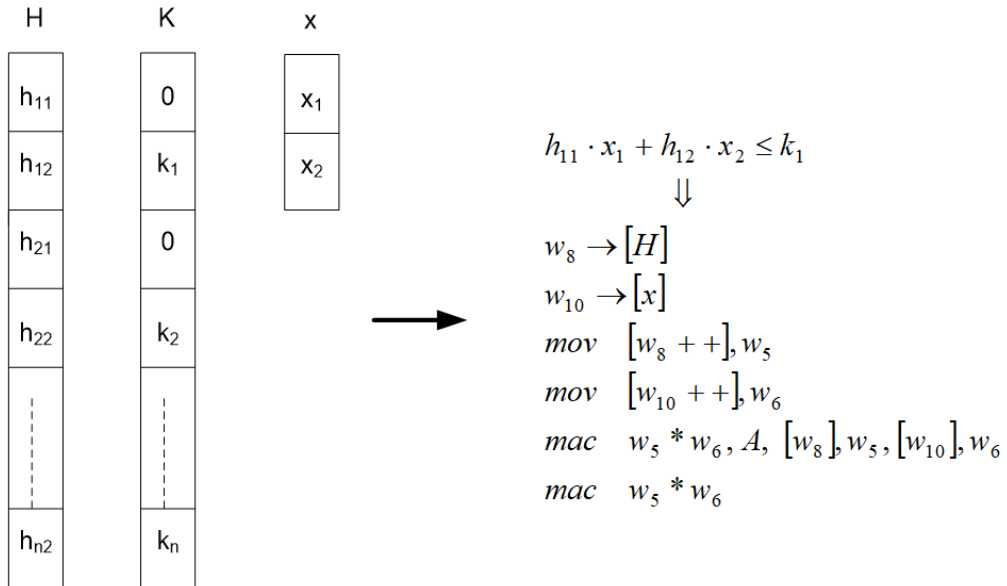 H K x
h₁₁ 0 x₁
h₁₂ k₁ x₂
h₂₁ 0
h₂₂ k₂
hₙ₂ kₙ
h₁₁ · x₁ + h₁₂ · x₂ ≤ k₁
⇓
w₈ → [H]
w₁₀ → [x]
mov [w₈ + +], w₅
mov [w₁₀ + +], w₆
mac w₅ * w₆, A, [w₈], w₅, [w₁₀], w₆
mac w₅ * w₆